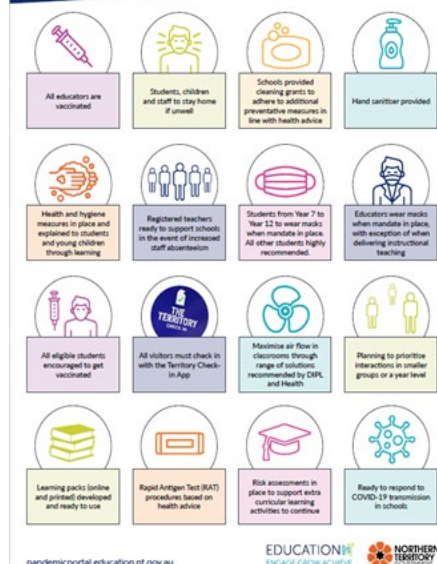 All educators are
vaccinated
Students, children
and staff to stay home
if unwell
Schools provided
cleaning grants to
adhere to additional
preventative measures in
line with health advice
Hand sanitiser provided
Health and hygiene
measures in place and
explained to students
and young children
through learning
Registered teachers
ready to support schools
in the event of increased
staff absenteeism
Students from Year 7 to
Year 12 to wear masks
when mandate in place.
All other students highly
recommended.
Educators wear masks
when mandate in place,
with exception of when
delivering instructional
teaching
All eligible students
encouraged to get
vaccinated
THE
TERRITORY
CHECK IN
All visitors must check in
with the Territory Check-
in App
Maximise air flow in
classrooms through
range of solutions
recommended by DIPL
and Health
Planning to prioritise
interactions in smaller
groups or a year level
Learning packs (online
and printed) developed
and ready to use
Rapid Antigen Test (RAT)
procedures based on
health advice
Risk assessments in
place to support extra
curricular learning
activities to continue
Ready to respond to
COVID-19 transmission
in schools
pandemicportal.education.nt.gov.au
EDUCATION
ENGAGE GROW ACHIEVE
NORTHERN
TERRITORY